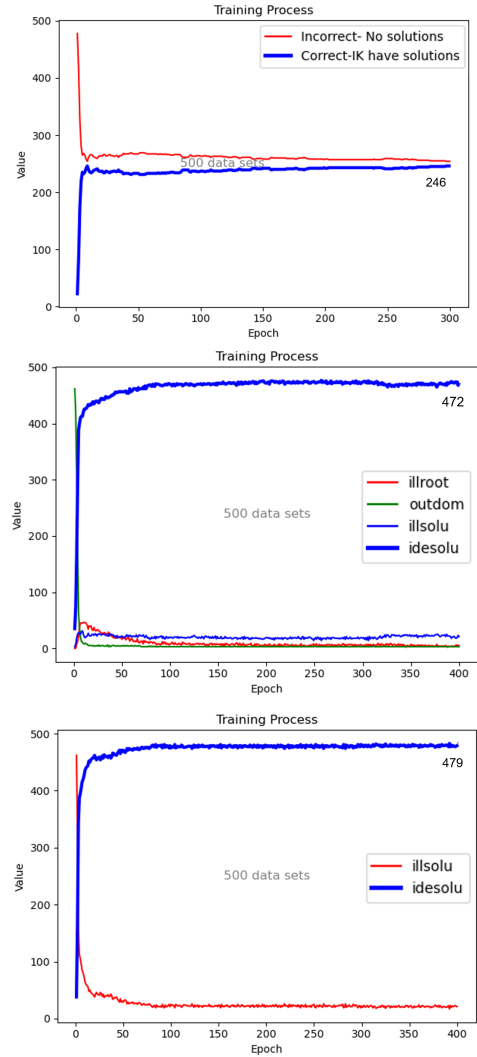 Training Process
500
400
300
200
100
0
Value
Incorrect- No solutions
Correct-IK have solutions
500 data sets
246
0
50
100
150
200
250
300
Epoch
Training Process
500
400
300
200
100
0
Value
472
illroot
outdom
illsolu
idesolu
500 data sets
0
50
100
150
200
250
300
350
400
Epoch
Training Process
500
400
300
200
100
0
Value
479
illsolu
idesolu
500 data sets
0
50
100
150
200
250
300
350
400
Epoch